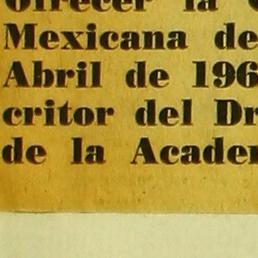 Ofrecer la
Mexicana de
Abril de 196
critor del Dr
de la Acade